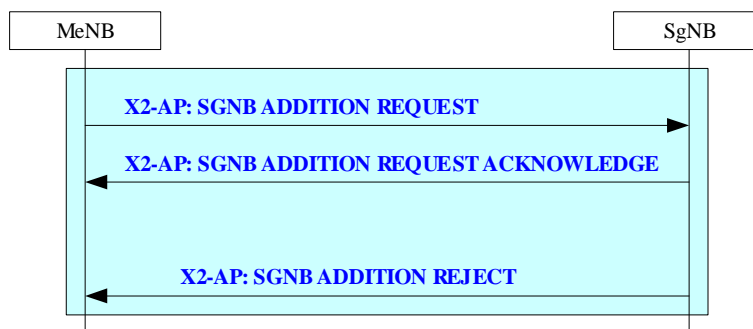 MeNB
SgNB
X2-AP: SGNB ADDITION REQUEST
X2-AP: SGNB ADDITION REQUEST ACKNOWLEDGE
X2-AP: SGNB ADDITION REJECT